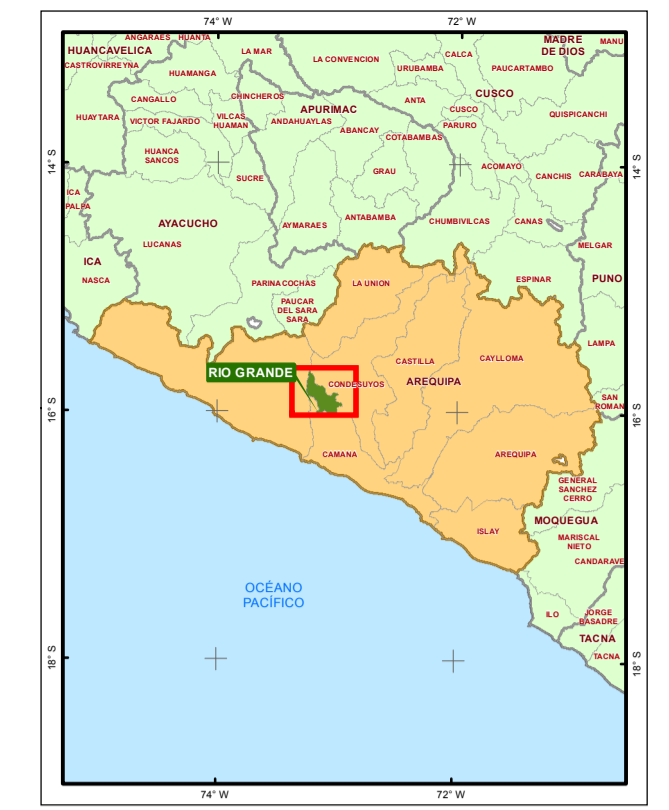 74° W
72° W
ANGARAES
HUANTA
MADRE
DE DIOS
MANU
HUANCAVELICA
LA MAR
LA CONVENCION
CALCA
CASTROVIRREYNA
HUAMANGA
URUBAMBA
PAUCARTAMBO
CANGALLO
CHINCHEROS
APURIMAC
ANTA
CUSCO
HUAYTARA
VICTOR FAJARDO
VILCAS
HUAMAN
ANDAHUAYLAS
ABANCAY
COTABAMBAS
CUSCO
PARURO
QUISPICANCHI
14° S
HUANCA
SANCOS
SUCRE
GRAU
ACOMAYO
CANCHIS
CARABAYA
14° S
ICA
PALPA
AYACUCHO
LUCANAS
AYMARAES
ANTABAMBA
CHUMBIVILCAS
CANAS
MELGAR
ICA
NASCA
PARINACOCHAS
LA UNION
ESPINAR
PUNO
PAUCAR
DEL SARA
SARA
LAMPA
RIO GRANDE
CASTILLA
CAYLLOMA
CONDESUYOS
AREQUIPA
SAN
ROMAN
16° S
16° S
CAMANA
AREQUIPA
GENERAL
SANCHEZ
CERRO
ISLAY
MOQUEGUA
MARISCAL
NIETO
CANDARAVE
OCÉANO
PACÍFICO
ILO
JORGE
BASADRE
TACNA
TACNA
18° S
18° S
74° W
72° W